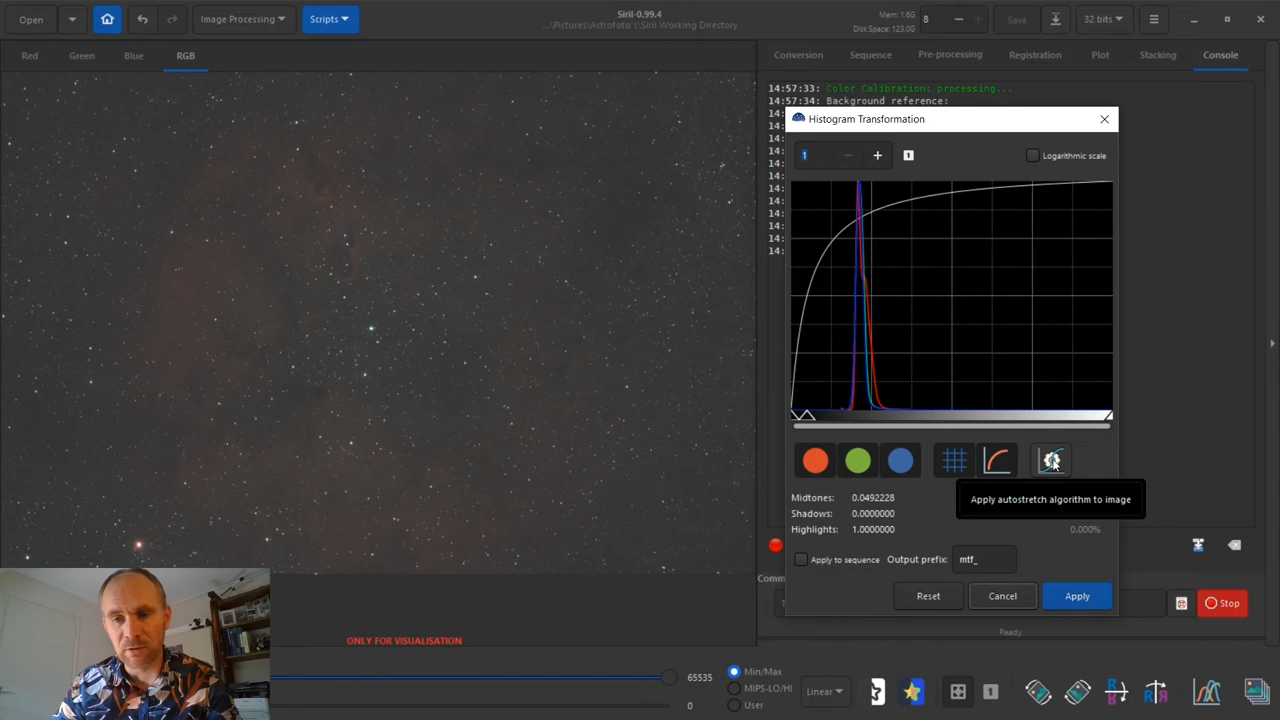 Open
Image Processing
Scripts
Siril-0.99.4
...\Pictures\Astrofoto's\Siril Working Directory
Mem: 1.6G
Disk Space: 123.0G
8
Save
32 bits
Red
Green
Blue
RGB
Conversion
Sequence
Pre-processing
Registration
Plot
Stacking
Console
14:57:33: Color Calibration: processing...
14:57:34: Background reference:
Histogram Transformation
1
1
Logarithmic scale
Apply autostretch algorithm to image
Midtones: 0.0492228
Shadows: 0.0000000
Highlights: 1.0000000
0.000%
Apply to sequence
Output prefix:
mtf_
Reset
Cancel
Apply
Stop
Ready.
ONLY FOR VISUALISATION
65535
0
Min/Max
MIPS-LO/HI
User
Linear
1